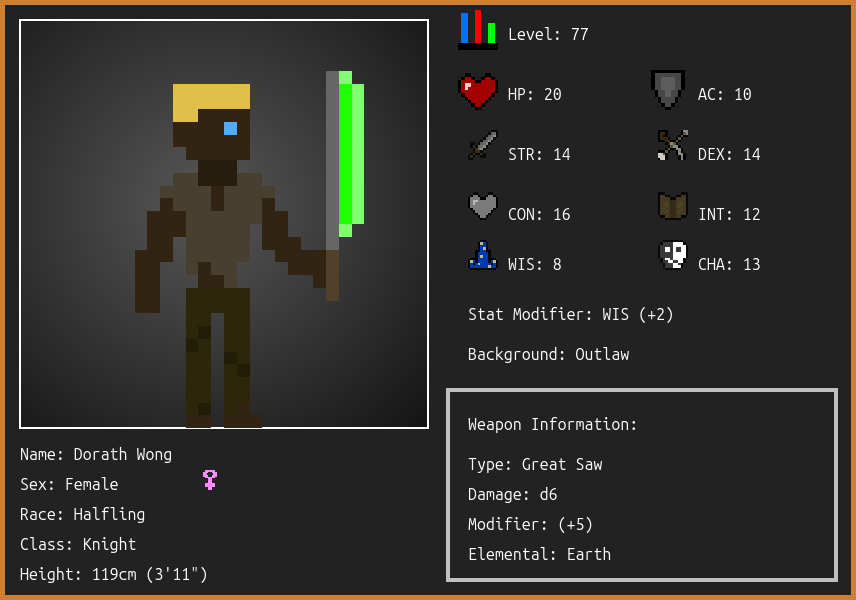 Level: 77
HP: 20
AC: 10
STR: 14
DEX: 14
CON: 16
INT: 12
WIS: 8
CHA: 13
Stat Modifier: WIS (+2)
Background: Outlaw
Weapon Information:
Type: Great Saw
Damage: d6
Modifier: (+5)
Elemental: Earth
Name: Dorath Wong
Sex: Female
Race: Halfling
Class: Knight
Height: 119cm (3'11")